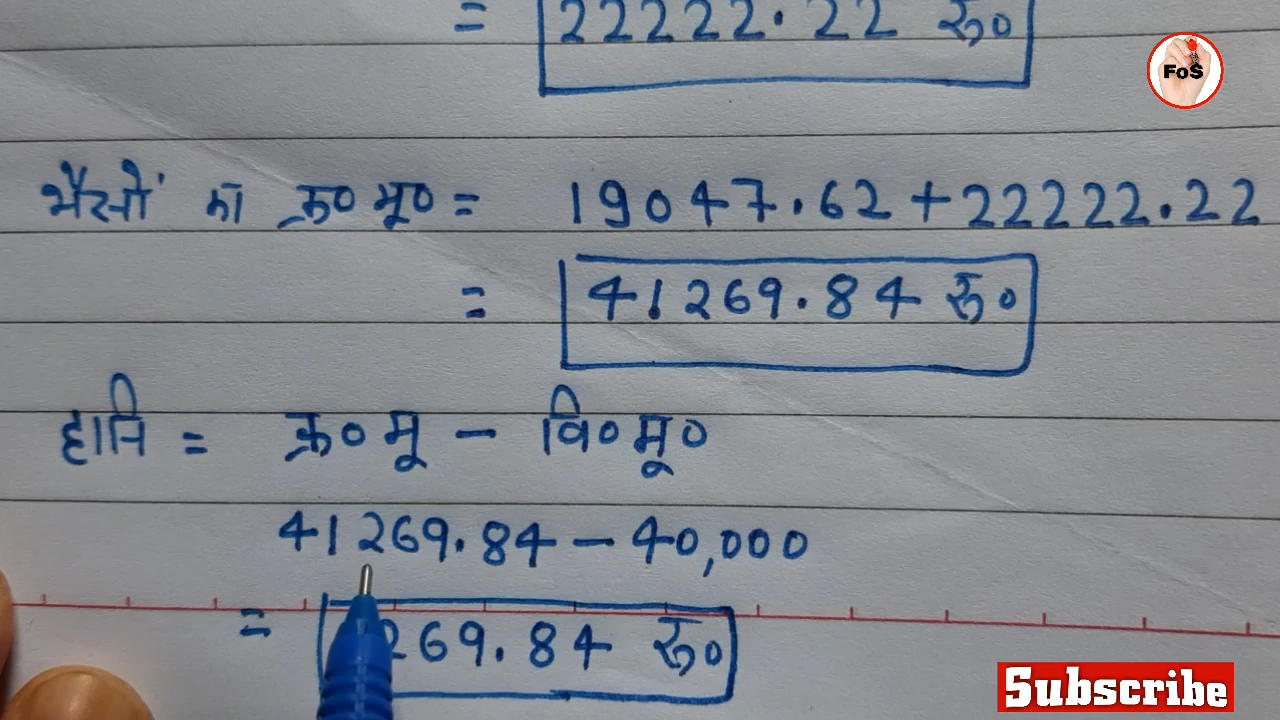 = 22222.22 रू०
FoS
भैसों का क्र० मू० = 19047.62 + 22222.22
= 41269.84 रू०
हानि = क्र० मू - वि० मू०
41269.84 - 40,000
= 269.84 रू०
Subscribe